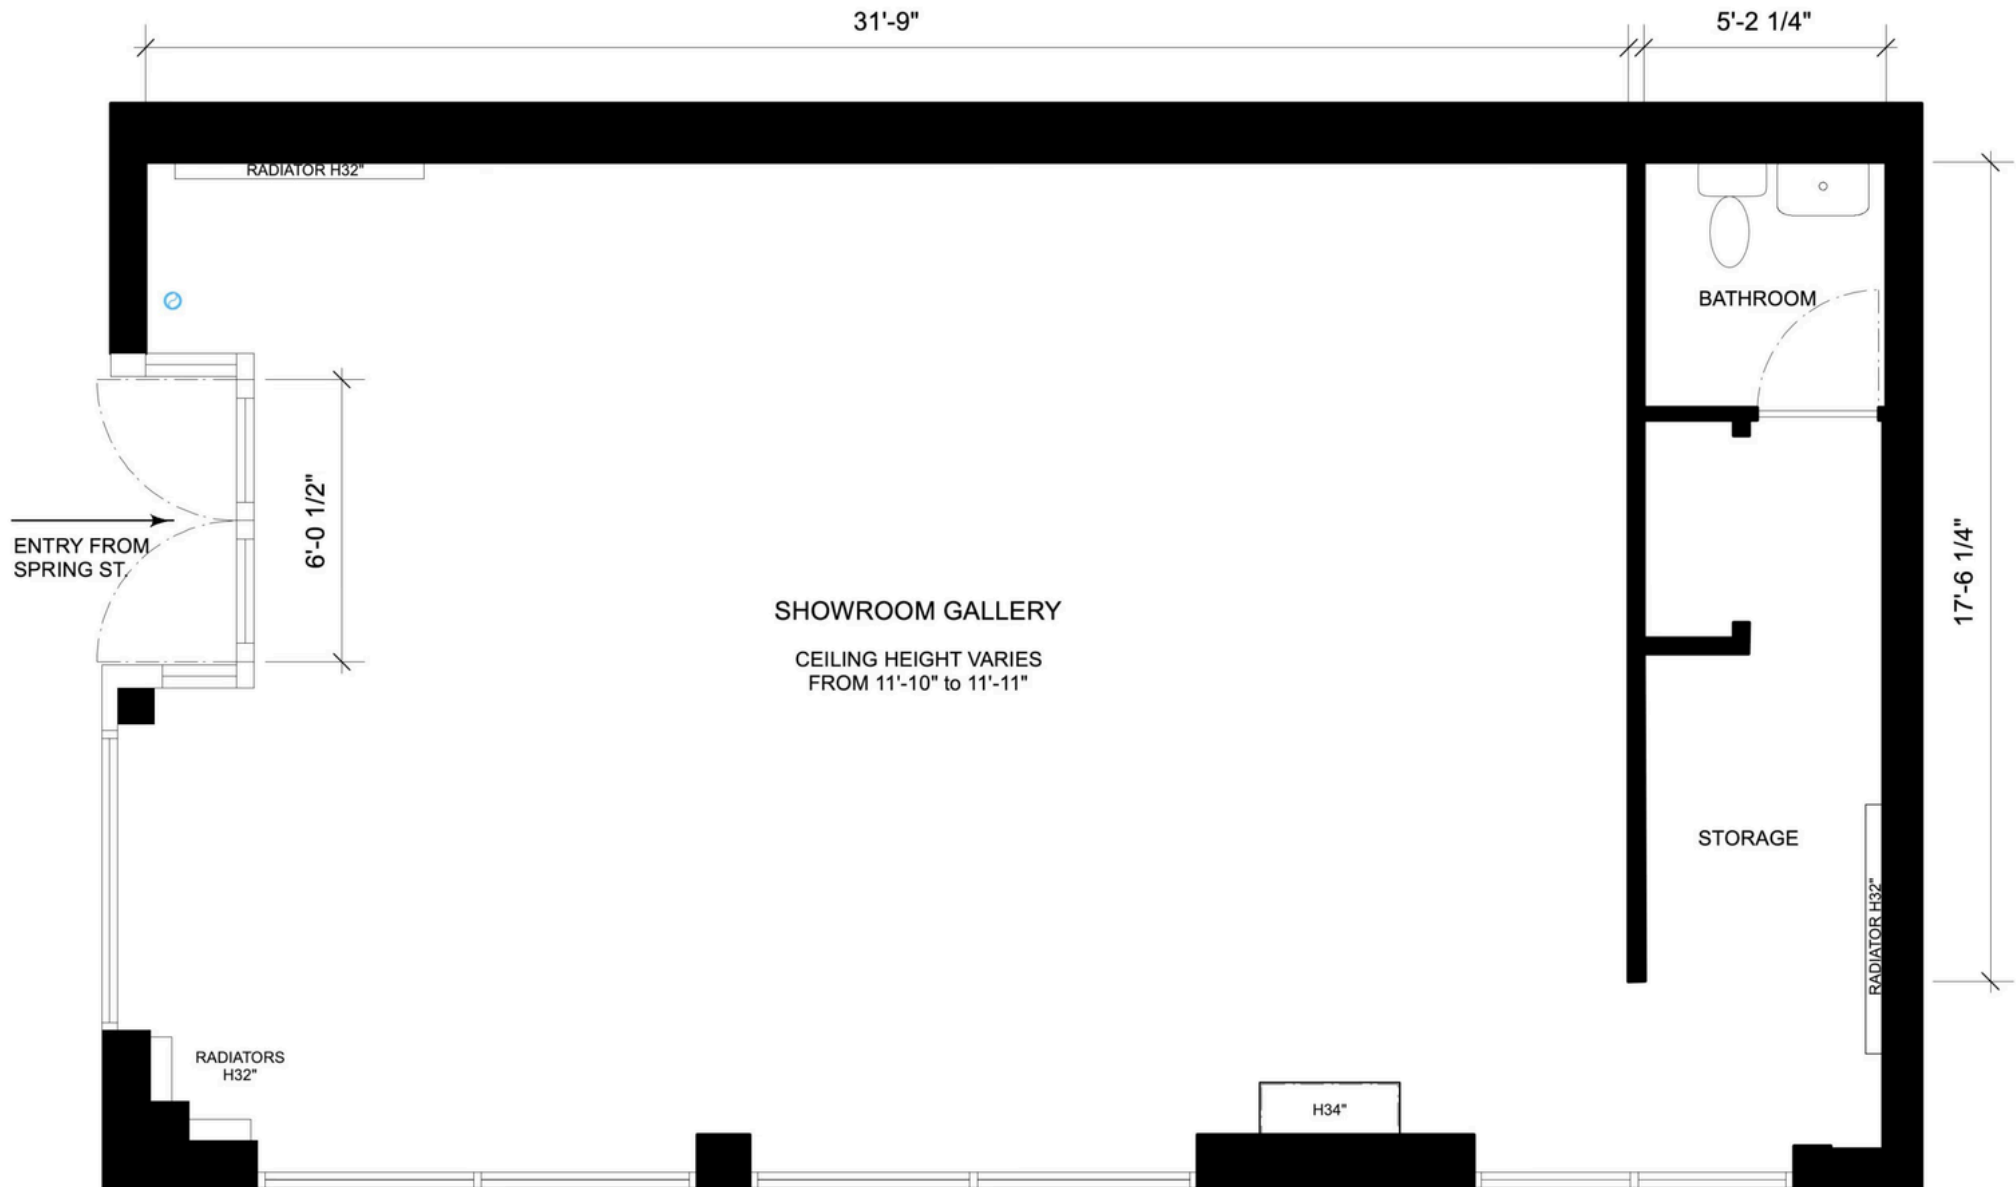 31'-9"
5'-2 1/4"
RADIATOR H32"
BATHROOM
6'-0 1/2"
ENTRY FROM
SPRING ST.
17'-6 1/4"
SHOWROOM GALLERY
CEILING HEIGHT VARIES
FROM 11'-10" to 11'-11"
STORAGE
RADIATOR H32"
RADIATORS
H32"
H34"